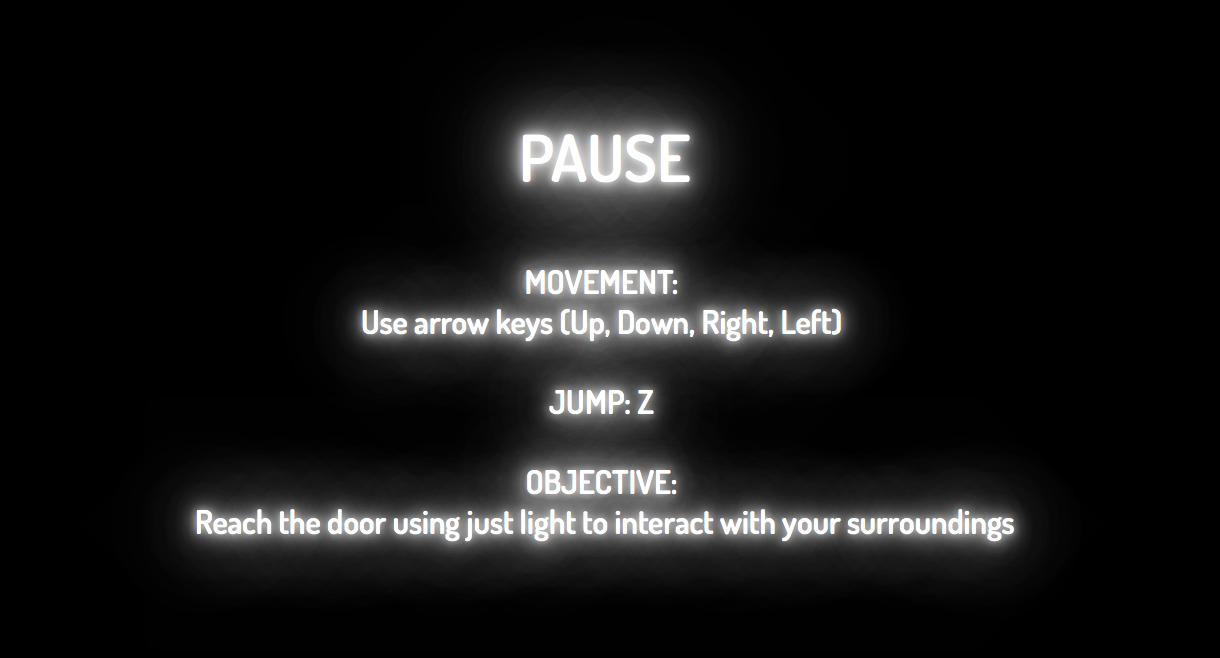 PAUSE
MOVEMENT:
Use arrow keys (Up, Down, Right, Left)
JUMP: Z
OBJECTIVE:
Reach the door using just light to interact with your surroundings